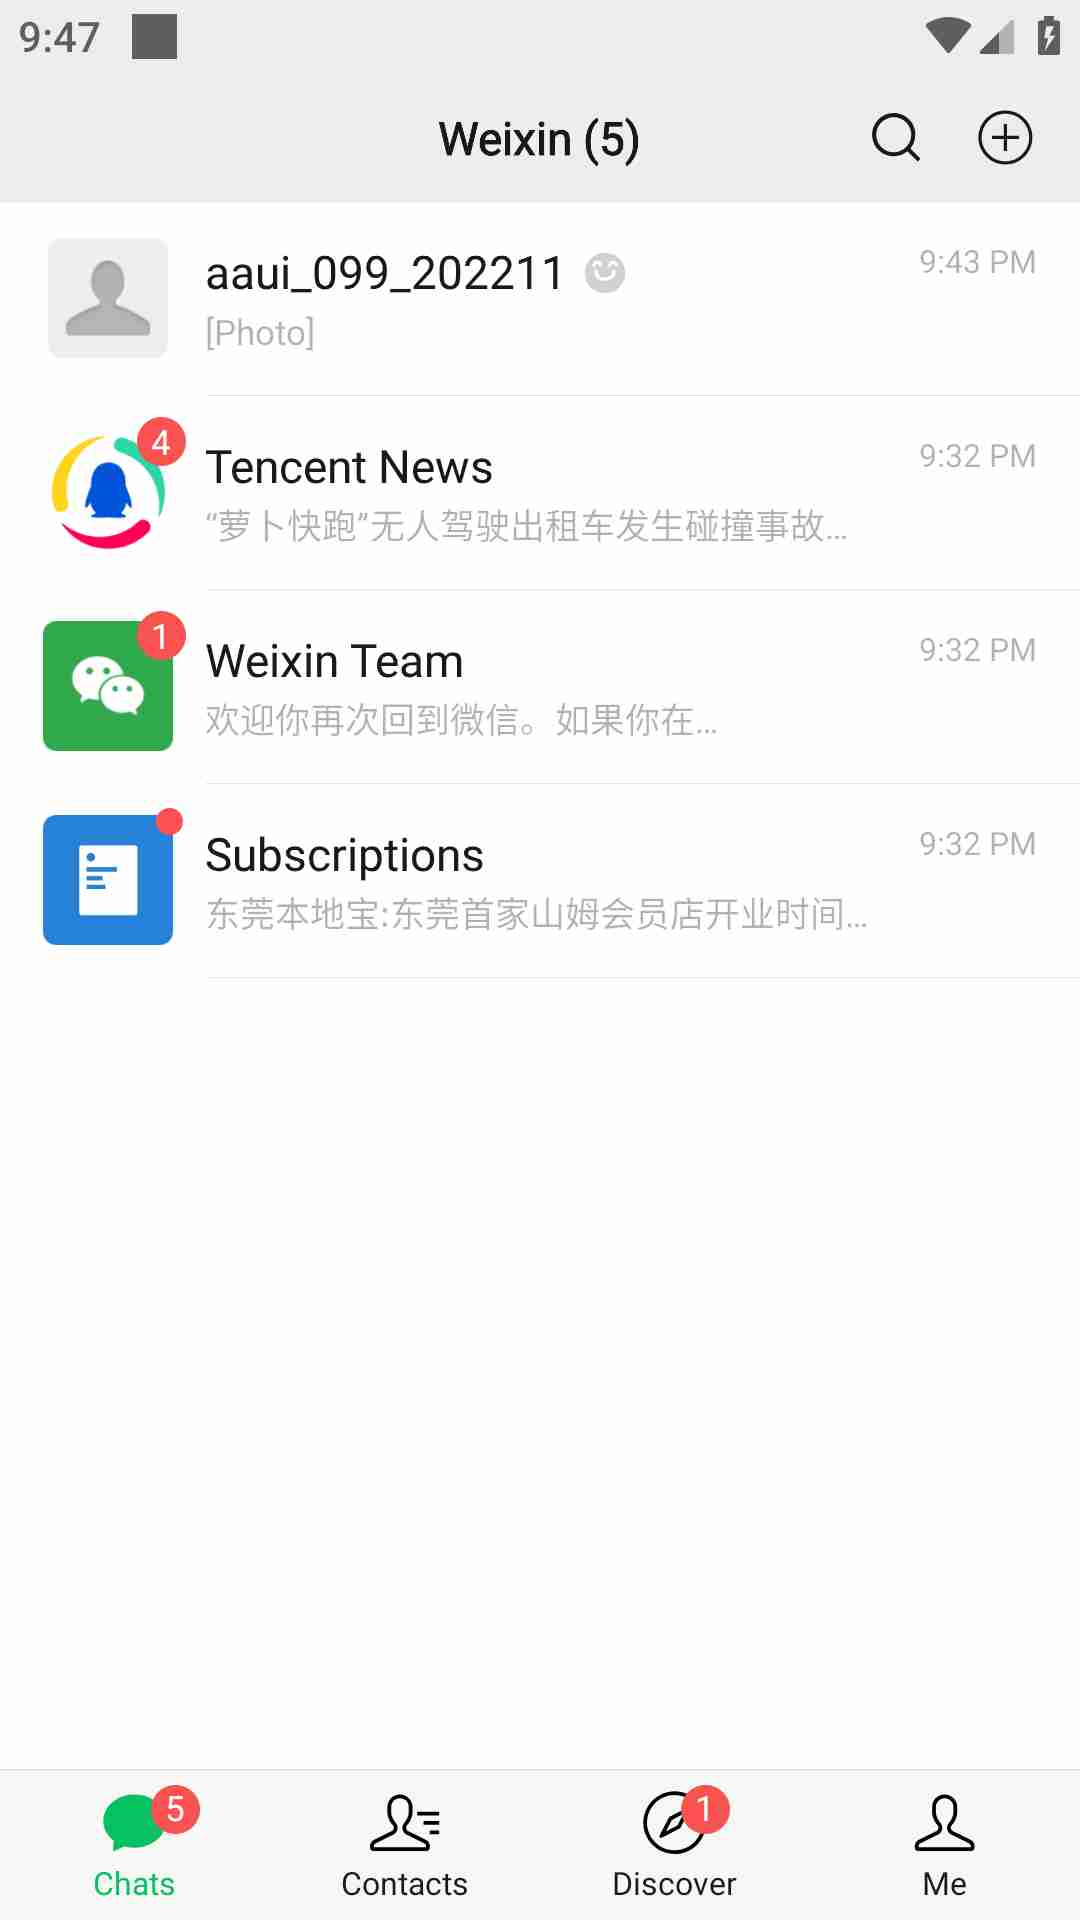 9:47
Weixin (5)
aaui_099_202211
9:43 PM
[Photo]
4
Tencent News
9:32 PM
“萝卜快跑”无人驾驶出租车发生碰撞事故...
1
Weixin Team
9:32 PM
欢迎你再次回到微信。如果你在...
Subscriptions
9:32 PM
东莞本地宝:东莞首家山姆会员店开业时间...
5
1
Chats
Contacts
Discover
Me